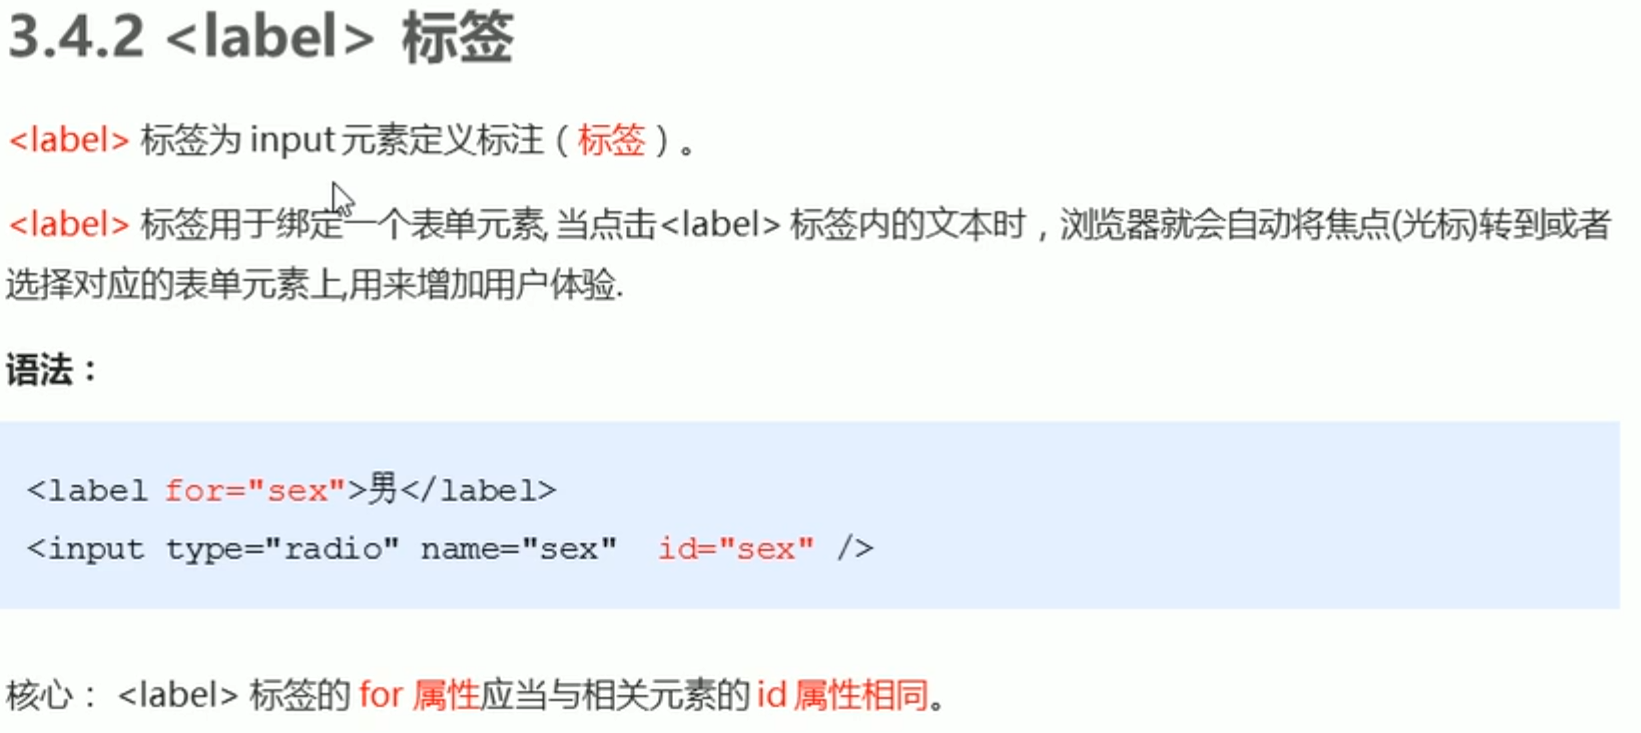 3.4.2 <label> 标签
<label> 标签为 input 元素定义标注（标签）。
<label> 标签用于绑定一个表单元素, 当点击<label> 标签内的文本时，浏览器就会自动将焦点(光标)转到或者
选择对应的表单元素上,用来增加用户体验.
语法：
<label for="sex">男</label>
<input type="radio" name="sex"  id="sex" />
核心： <label> 标签的 for 属性应当与相关元素的 id 属性相同。